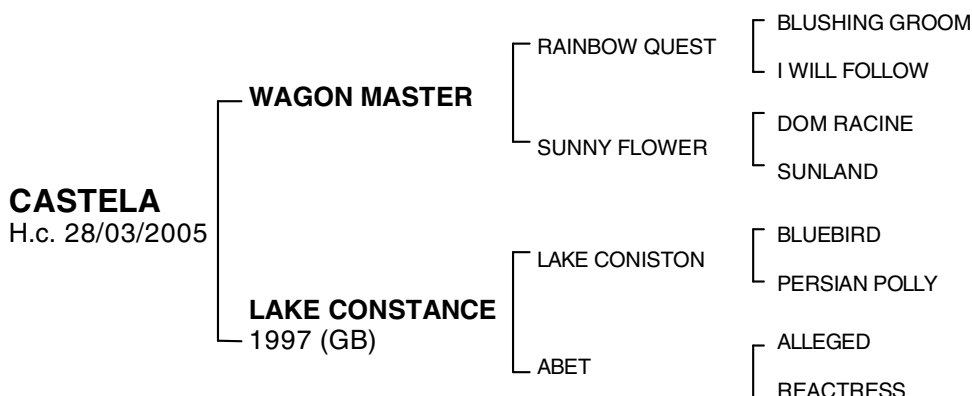 CASTELA
H.c. 28/03/2005
WAGON MASTER
LAKE CONSTANCE
1997 (GB)
RAINBOW QUEST
SUNNY FLOWER
LAKE CONISTON
ABET
BLUSHING GROOM
I WILL FOLLOW
DOM RACINE
SUNLAND
BLUEBIRD
PERSIAN POLLY
ALLEGED
REACTRESS